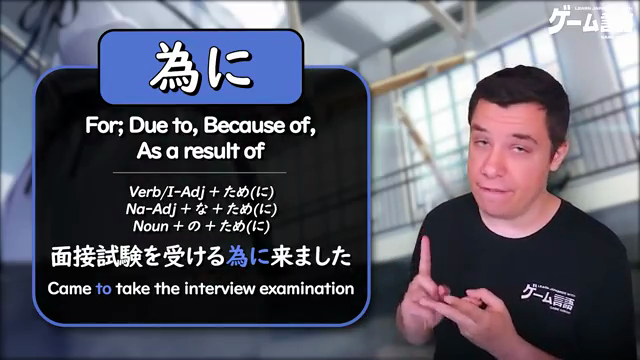 為に
For; Due to, Because of,
As a result of
Verb/I-Adj + ため(に)
Na-Adj + な + ため(に)
Noun + の + ため(に)
面接試験を受ける為に来ました
Came to take the interview examination
ゲーム言語
ゲーム言語